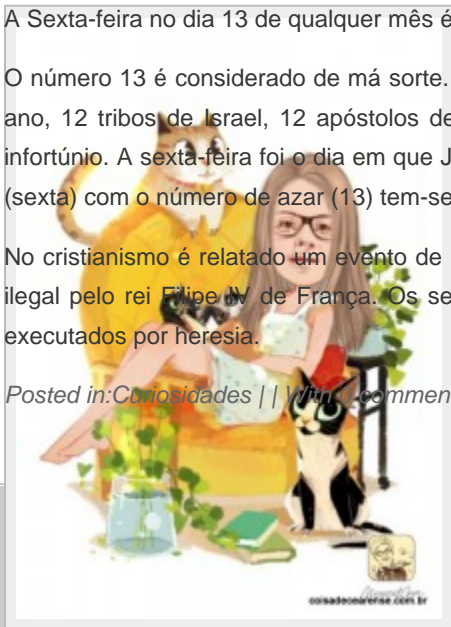 A Sexta-feira no dia 13 de qualquer mês é
O número 13 é considerado de má sorte.
ano, 12 tribos de Israel, 12 apóstolos de
infortúnio. A sexta-feira foi o dia em que J
(sexta) com o número de azar (13) tem-se
No cristianismo é relatado um evento de
ilegal pelo rei Filipe IV de França. Os se
executados por heresia.
Posted in:Curiosidades | | With 0 commen
coisadecearense.com.br